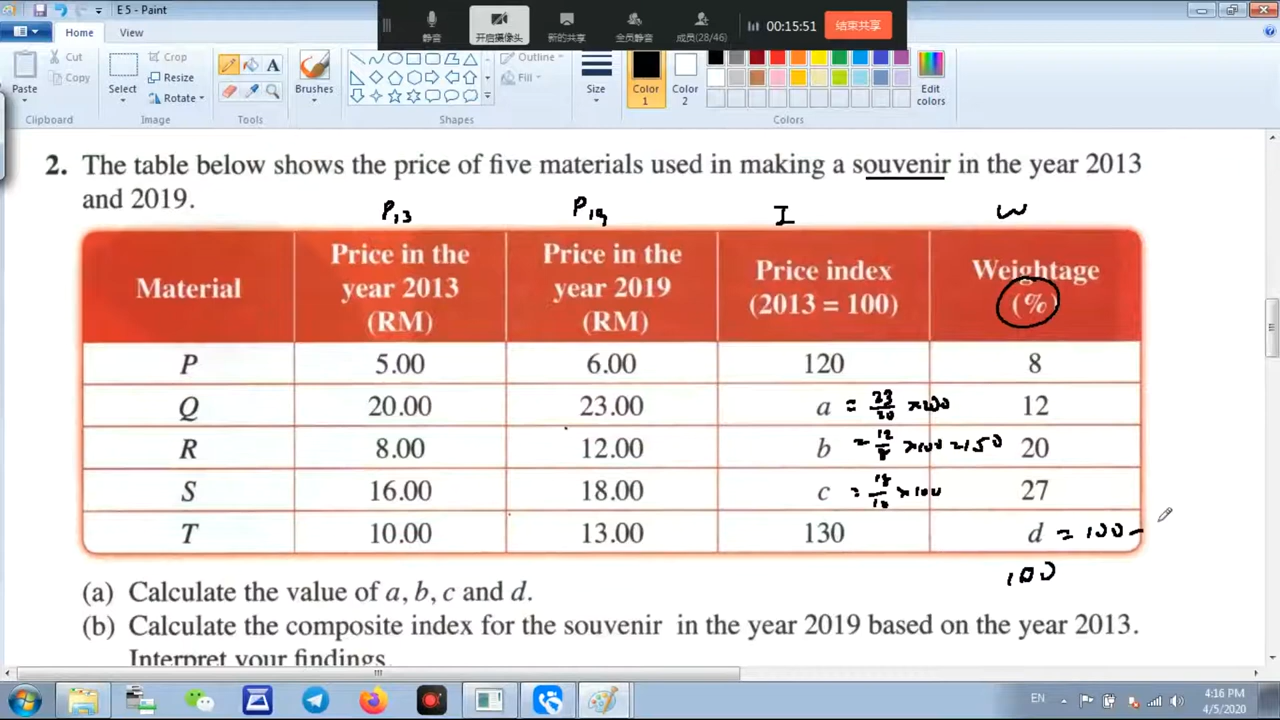 E 5 - Paint
静音
开启摄像头
新的共享
全员静音
成员(28/46)
00:15:51
结束共享
Home
View
Paste
Cut
Copy
Clipboard
Select
Crop
Resize
Rotate
Image
Tools
Brushes
Shapes
Outline
Fill
Size
Color 1
Color 2
Edit colors
Colors
2. The table below shows the price of five materials used in making a souvenir in the year 2013
and 2019.
P13 P19 I W
Material
Price in the year 2013 (RM)
Price in the year 2019 (RM)
Price index (2013 = 100)
Weightage (%)
P 5.00 6.00 120 8
Q 20.00 23.00 a = 23/20 × 100 12
R 8.00 12.00 b = 12/8 × 100 = 150 20
S 16.00 18.00 c = 18/16 × 100 27
T 10.00 13.00 130 d = 100 -
100
(a) Calculate the value of a, b, c and d.
(b) Calculate the composite index for the souvenir in the year 2019 based on the year 2013.
Interpret your findings.
EN
4:16 PM
4/5/2020